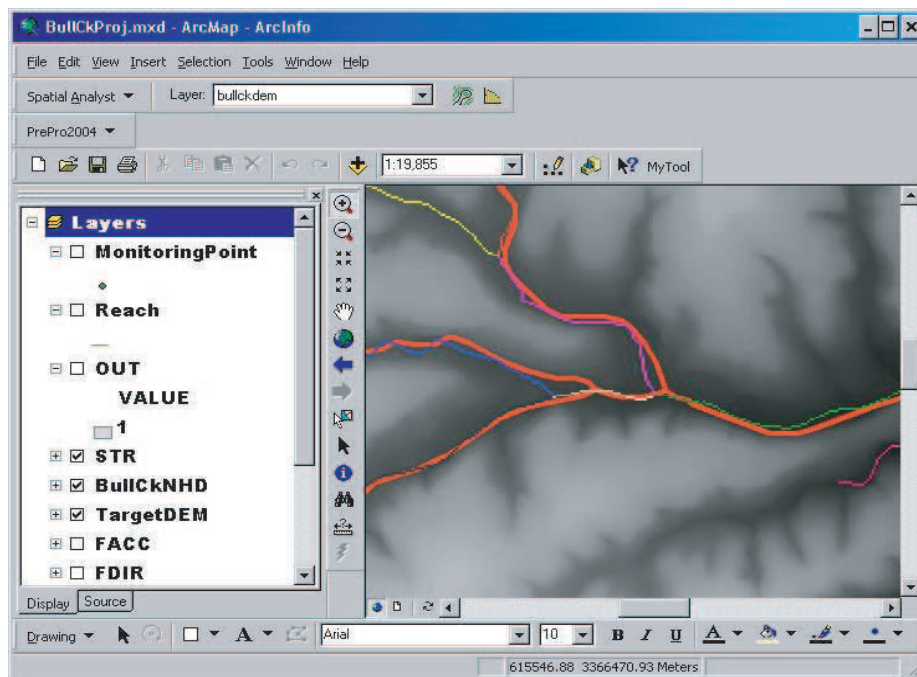 BullCkProj.mxd - ArcMap - ArcInfo
File Edit View Insert Selection Tools Window Help
Spatial Analyst Layer: bullckdem
PrePro2004
1:19,855 MyTool
Layers
MonitoringPoint
Reach
OUT
VALUE
1
STR
BullCkNHD
TargetDEM
FACC
FDIR
Display Source
Drawing A Arial 10 B I U A
615546.88 3366470.93 Meters